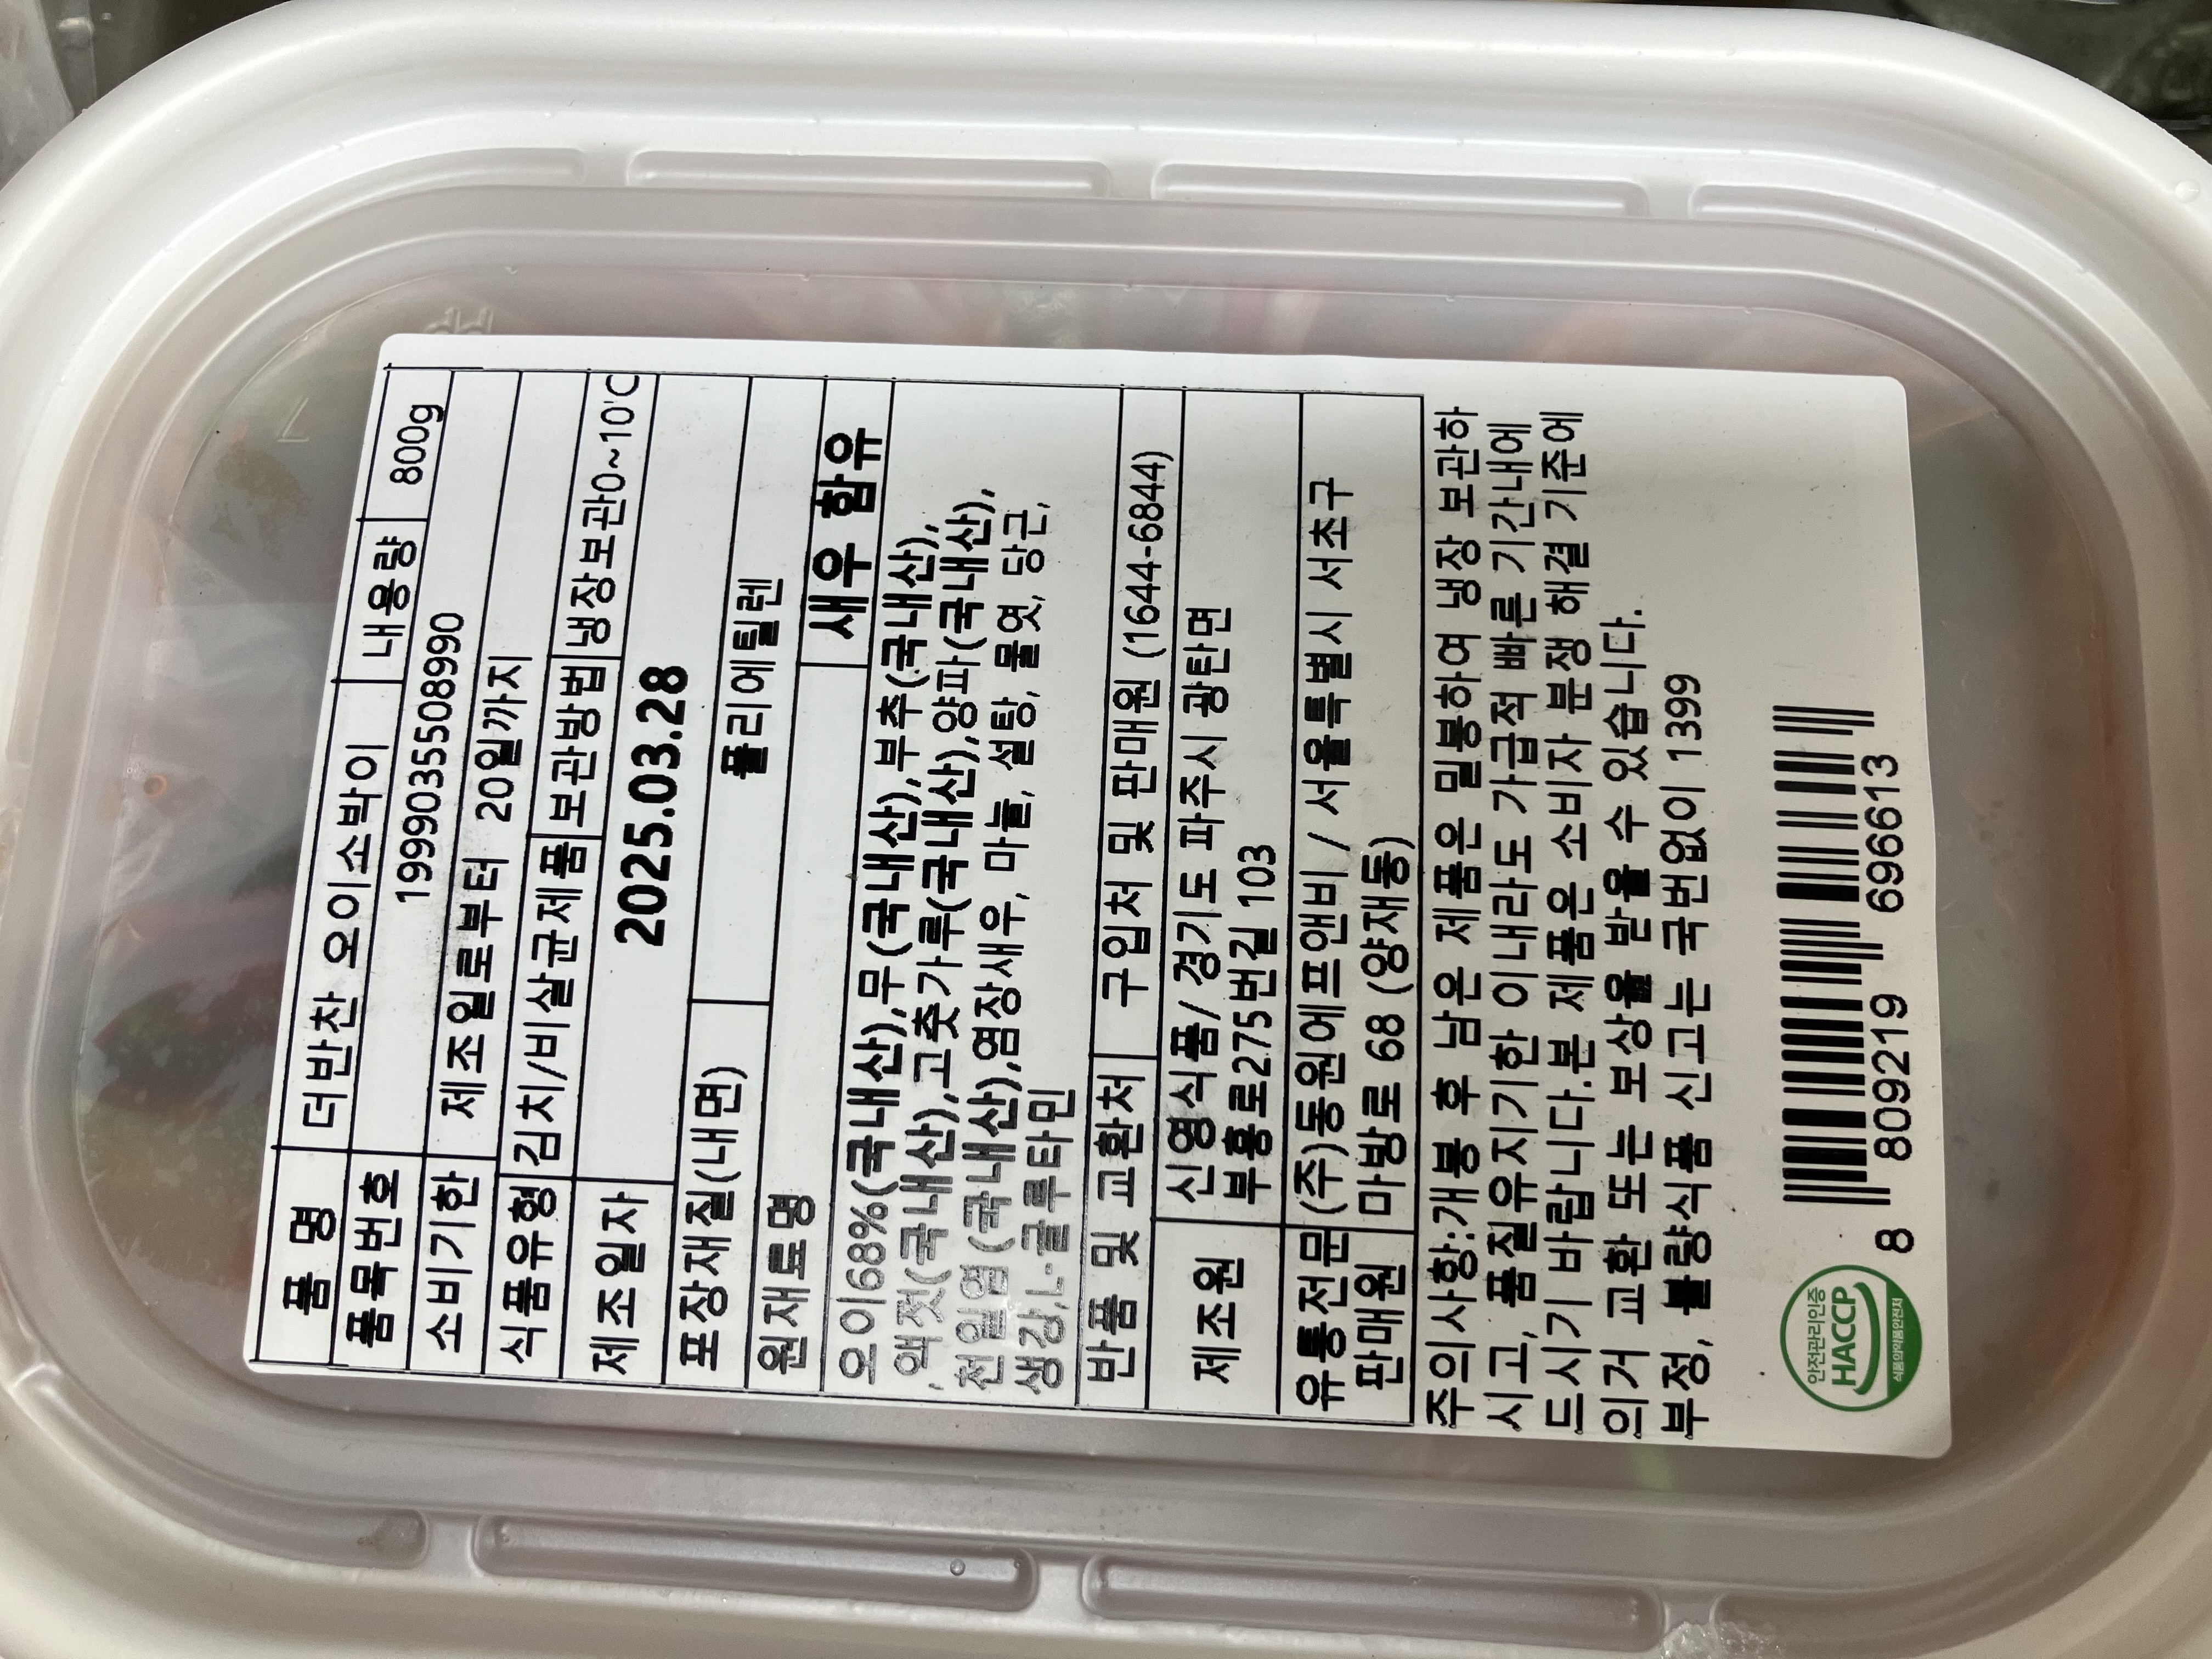 품 명 더반찬 오이소박이 내용량 800g
품목번호 1999035508990
소비기한 제조일로부터 20일까지
식품유형 김치/비살균제품 보관방법 냉장보관0~10'C
제조일자 2025.03.28
포장재질(내면) 폴리에틸렌
원재료명 새우 함유
오이68%(국내산),무(국내산),부추(국내산),
,액젓(국내산),고춧가루(국내산),양파(국내산),
천일염(국내산),염장새우, 마늘, 설탕, 물엿, 당근,
생강,L-글루타민
반품 및 교환처 구입처 및 판매원 (1644-6844)
제조원 신영식품/ 경기도 파주시 광탄면
부흥로275번길 103
유통전문 (주)동원에프앤비 / 서울특별시 서초구
판매원 마방로 68 (양재동)
주의사항:개봉 후 남은 제품은 밀봉하여 냉장 보관하
시고, 품질유지기한 이내라도 가급적 빠른 기간내에
드시기 바랍니다.본 제품은 소비자 분쟁 해결 기준에
의거 교환 또는 보상을 받을 수 있습니다.
부정, 불량식품 신고는 국번없이 1399
안전관리인증
HACCP
식품의약품안전처
8 809219 696613